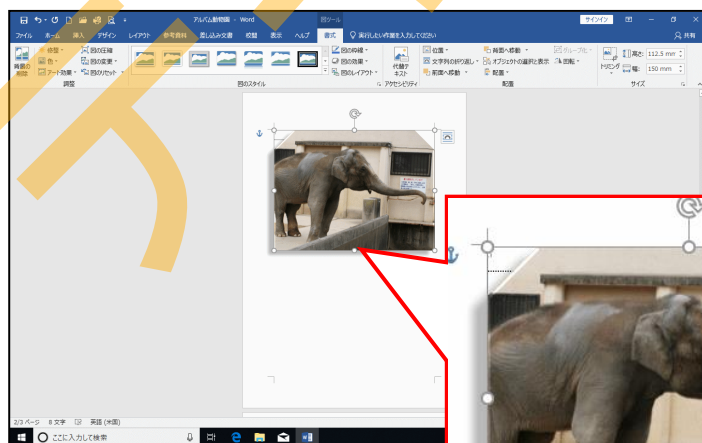 アルバム動物園 - Word
図ツール
サインイン
ファイル ホーム 挿入 デザイン レイアウト 参考資料 差し込み文書 校閲 表示 ヘルプ 書式 実行したい作業を入力してください
共有
背景の
削除
修整
色
アート効果
図の圧縮
図の変更
図のリセット
調整
図のスタイル
図の枠線
図の効果
図のレイアウト
代替テ
キスト
アクセシビリティ
位置
文字列の折り返し
前面へ移動
背面へ移動
オブジェクトの選択と表示
配置
グループ化
回転
配置
トリミング
高さ: 112.5 mm
幅: 150 mm
サイズ
2/3 ページ 8 文字 英語 (米国)
ここに入力して検索